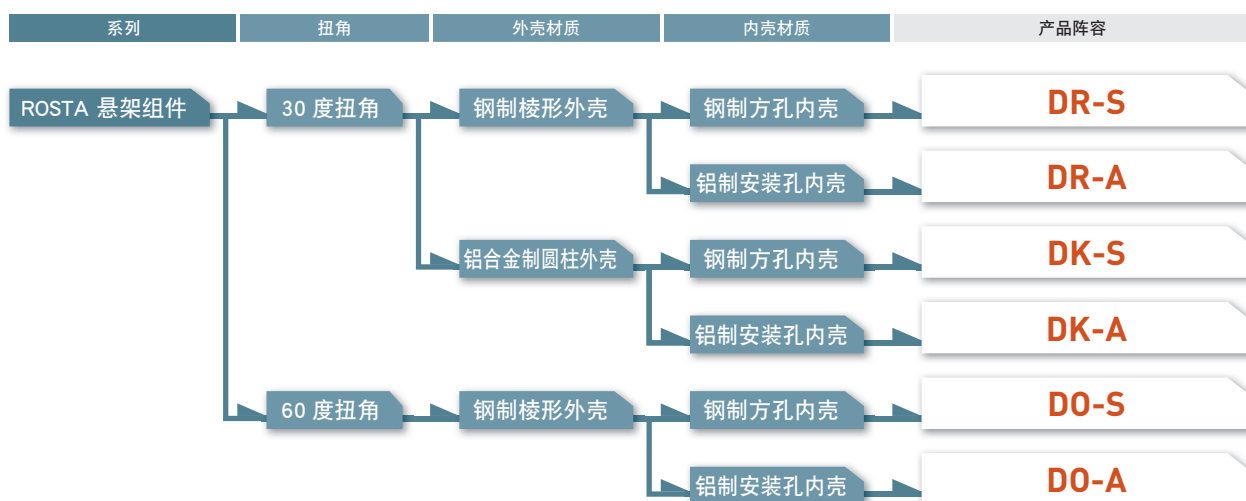 系列 扭角 外壳材质 内壳材质 产品阵容
ROSTA 悬架组件 30 度扭角 钢制棱形外壳 钢制方孔内壳 DR-S
铝制安装孔内壳 DR-A
铝合金制圆柱外壳 钢制方孔内壳 DK-S
铝制安装孔内壳 DK-A
60 度扭角 钢制棱形外壳 钢制方孔内壳 DO-S
铝制安装孔内壳 DO-A